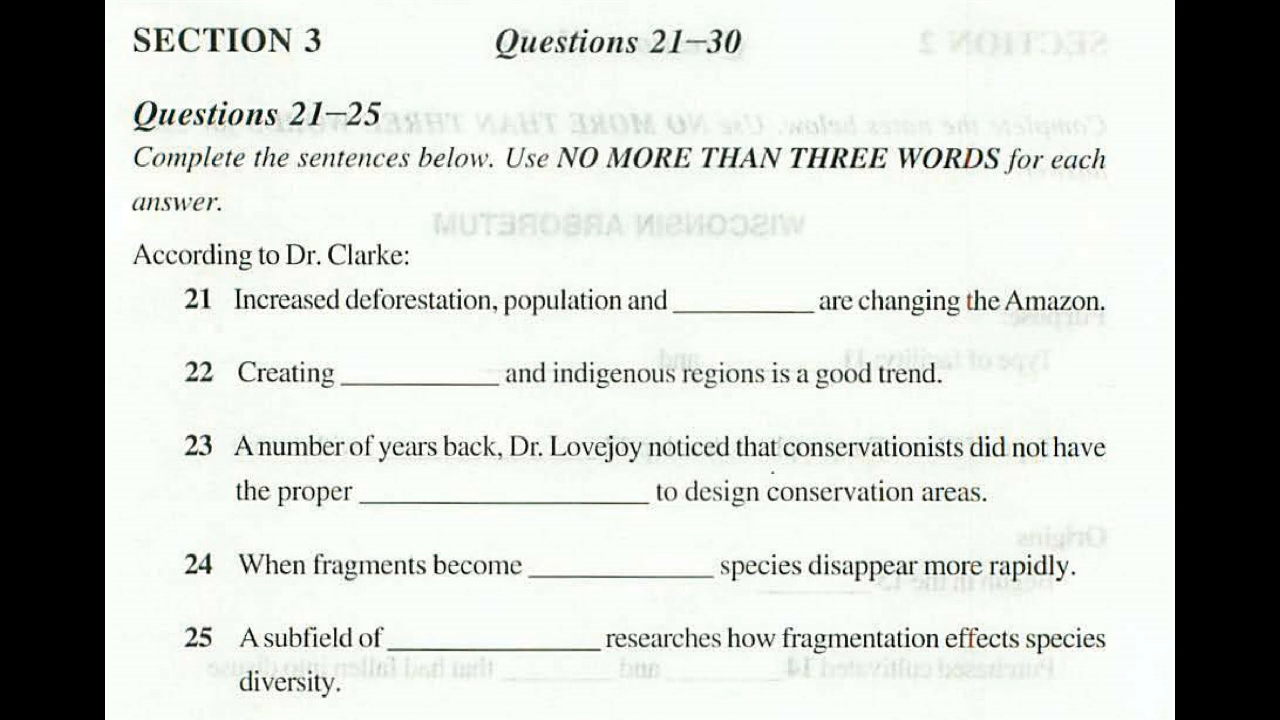 SECTION 3 Questions 21–30
Questions 21–25
Complete the sentences below. Use NO MORE THAN THREE WORDS for each
answer.
According to Dr. Clarke:
21 Increased deforestation, population and __________ are changing the Amazon.
22 Creating ___________ and indigenous regions is a good trend.
23 A number of years back, Dr. Lovejoy noticed that conservationists did not have
the proper ____________________ to design conservation areas.
24 When fragments become _____________ species disappear more rapidly.
25 A subfield of _______________ researches how fragmentation effects species
diversity.